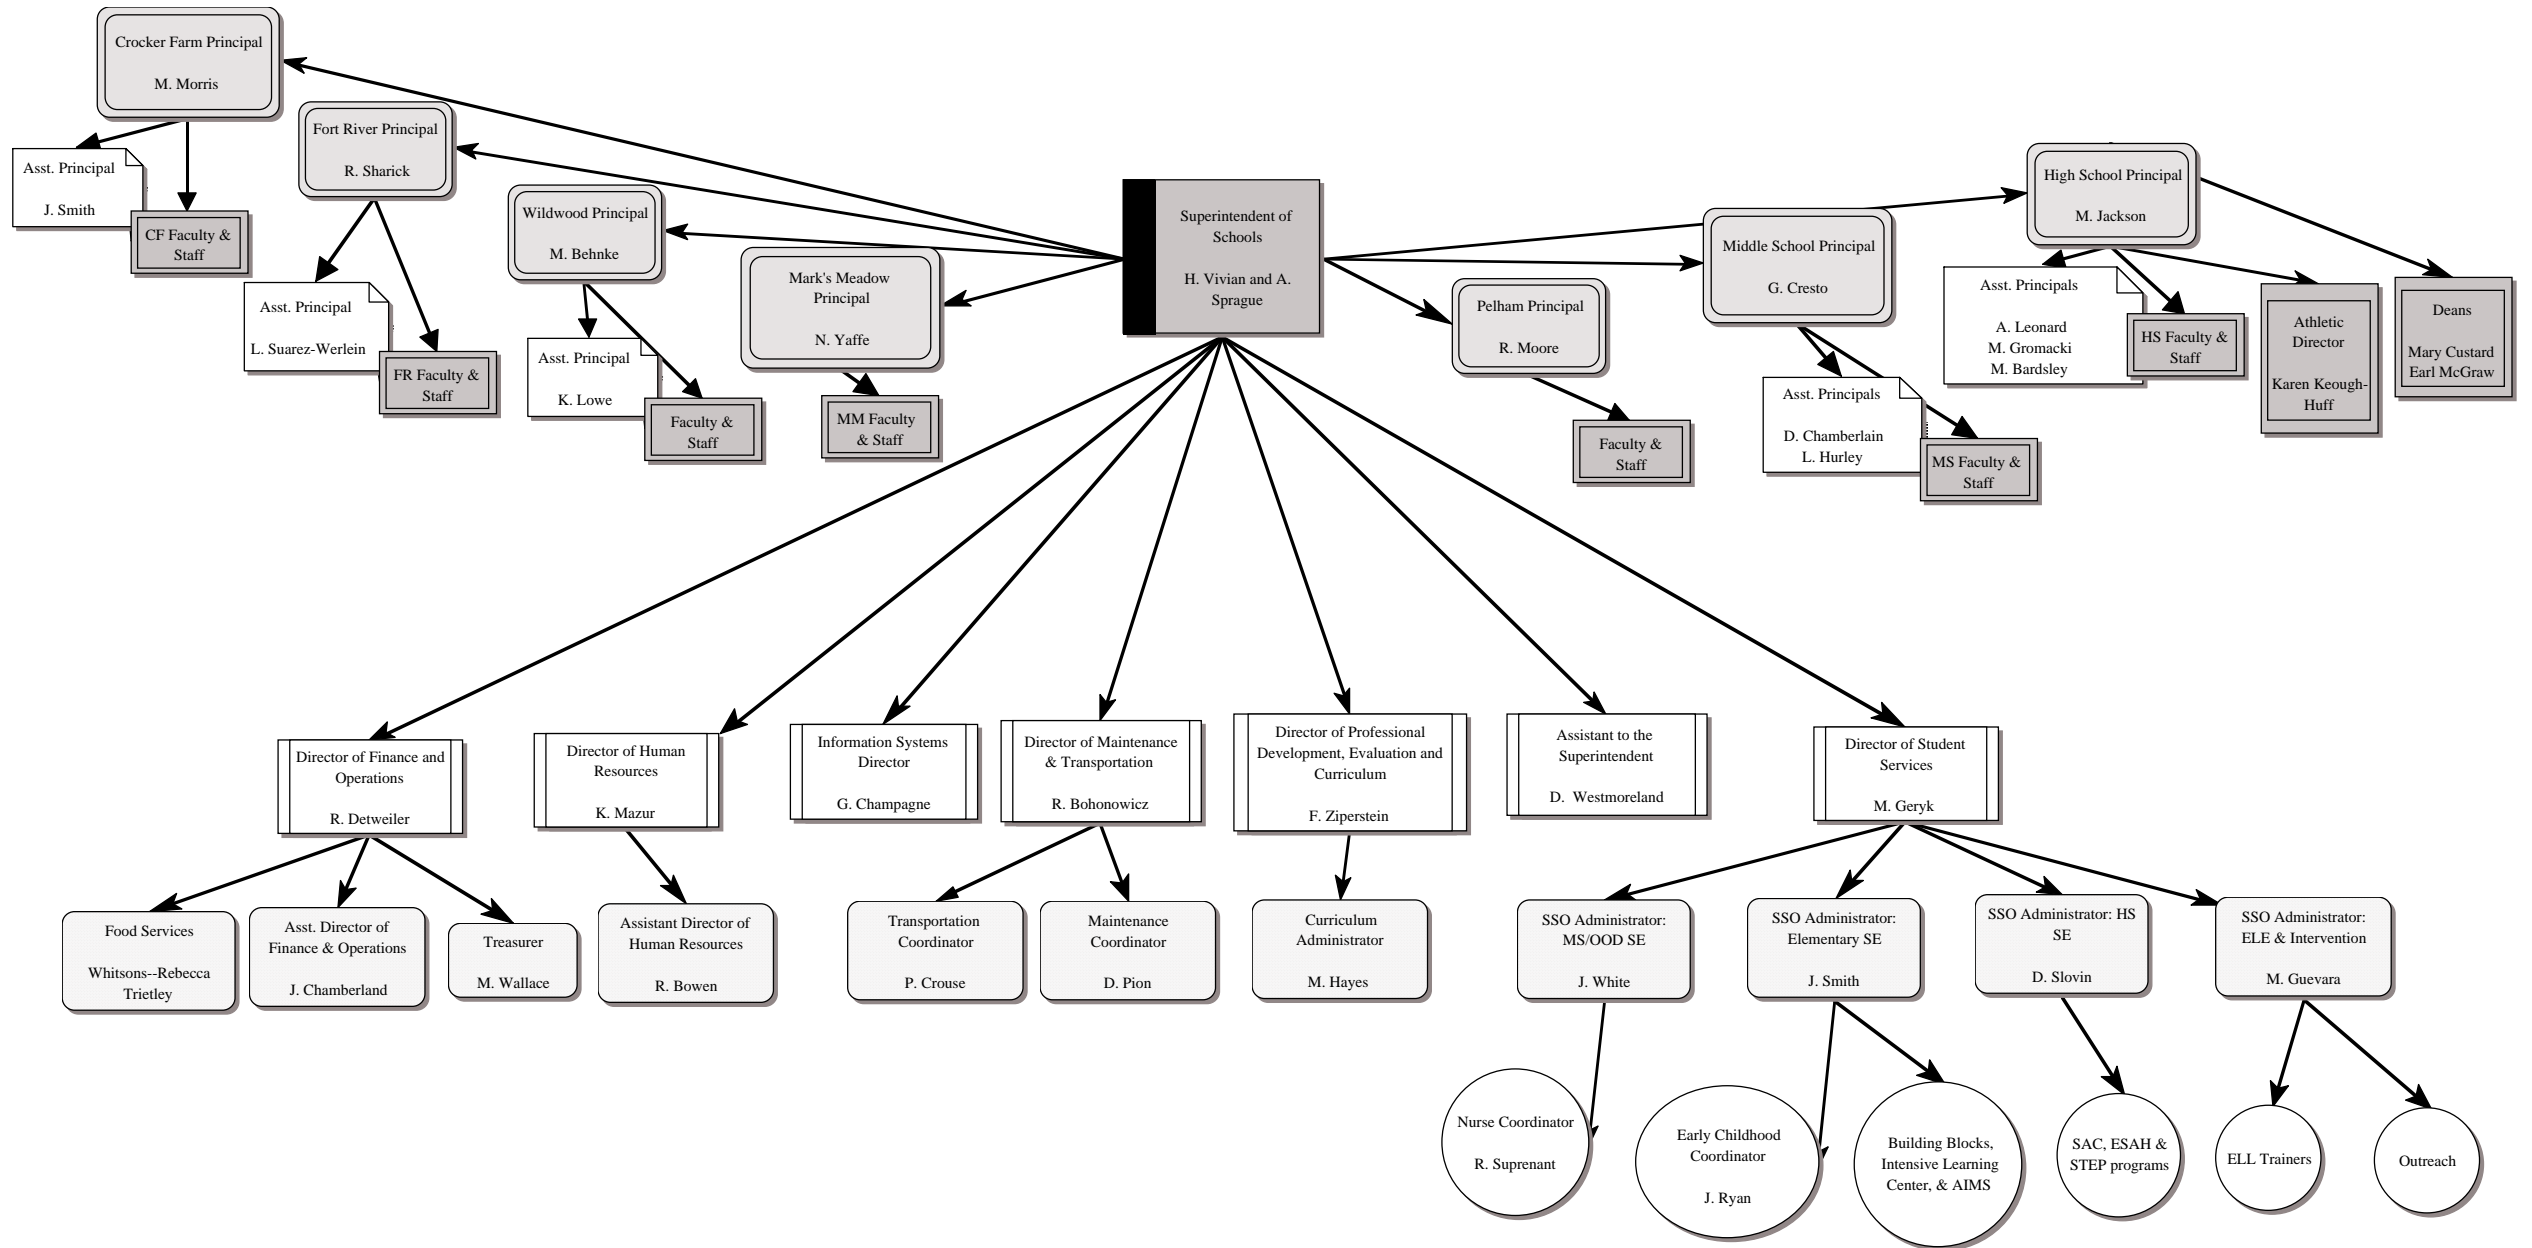 Crocker Farm Principal
M. Morris
Asst. Principal
J. Smith
CF Faculty &
Staff
Fort River Principal
R. Sharick
Asst. Principal
L. Suarez-Werlein
FR Faculty &
Staff
Wildwood Principal
M. Behnke
Asst. Principal
K. Lowe
Faculty &
Staff
Mark's Meadow
Principal
N. Yaffe
MM Faculty
& Staff
Superintendent of
Schools
H. Vivian and A.
Sprague
Pelham Principal
R. Moore
Faculty &
Staff
Middle School Principal
G. Cresto
Asst. Principals
D. Chamberlain
L. Hurley
MS Faculty &
Staff
High School Principal
M. Jackson
Asst. Principals
A. Leonard
M. Gromacki
M. Bardsley
HS Faculty &
Staff
Athletic
Director
Karen Keough-
Huff
Deans
Mary Custard
Earl McGraw
Director of Finance and
Operations
R. Detweiler
Director of Human
Resources
K. Mazur
Information Systems
Director
G. Champagne
Director of Maintenance
& Transportation
R. Bohonowicz
Director of Professional
Development, Evaluation and
Curriculum
F. Ziperstein
Assistant to the
Superintendent
D. Westmoreland
Director of Student
Services
M. Geryk
Food Services
Whitsons--Rebecca
Trietley
Asst. Director of
Finance & Operations
J. Chamberland
Treasurer
M. Wallace
Assistant Director of
Human Resources
R. Bowen
Transportation
Coordinator
P. Crouse
Maintenance
Coordinator
D. Pion
Curriculum
Administrator
M. Hayes
SSO Administrator:
MS/OOD SE
J. White
SSO Administrator:
Elementary SE
J. Smith
SSO Administrator: HS
SE
D. Slovin
SSO Administrator:
ELE & Intervention
M. Guevara
Nurse Coordinator
R. Suprenant
Early Childhood
Coordinator
J. Ryan
Building Blocks,
Intensive Learning
Center, & AIMS
SAC, ESAH &
STEP programs
ELL Trainers
Outreach